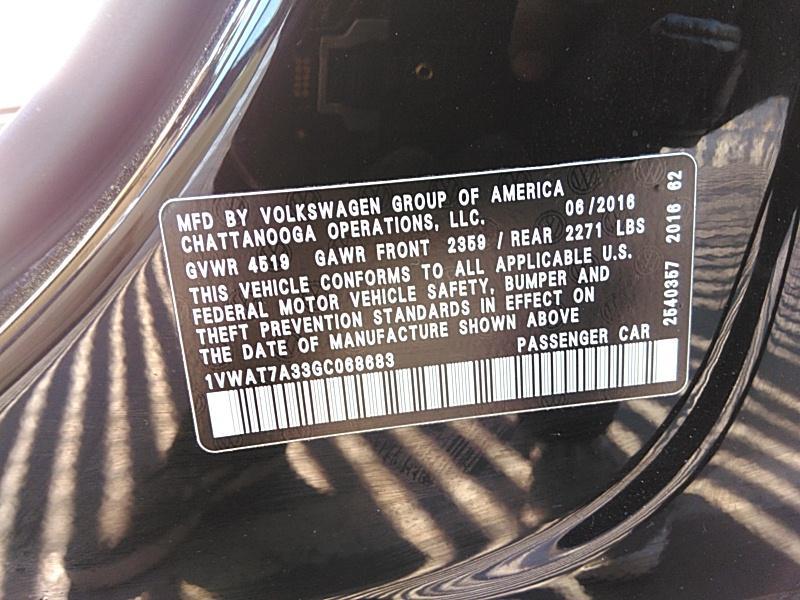 MFD BY VOLKSWAGEN GROUP OF AMERICA
CHATTANOOGA OPERATIONS, LLC. 06/2016
GVWR 4519 GAWR FRONT 2359 / REAR 2271 LBS
THIS VEHICLE CONFORMS TO ALL APPLICABLE U.S.
FEDERAL MOTOR VEHICLE SAFETY, BUMPER AND
THEFT PREVENTION STANDARDS IN EFFECT ON
THE DATE OF MANUFACTURE SHOWN ABOVE
1VWAT7A33GC068683 PASSENGER CAR
2540357 2016 62